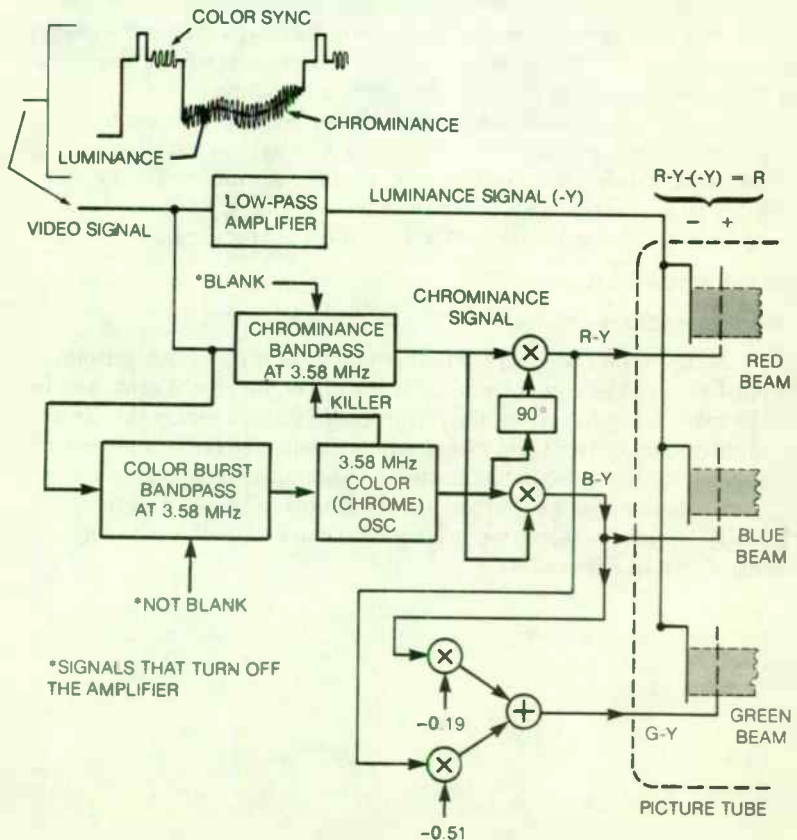 COLOR SYNC
CHROMINANCE
LUMINANCE
R-Y-(-Y) = R
− +
LOW-PASS
AMPLIFIER
LUMINANCE SIGNAL (-Y)
VIDEO SIGNAL
*BLANK
CHROMINANCE
SIGNAL
CHROMINANCE
BANDPASS
AT 3.58 MHz
×
R-Y
RED
BEAM
KILLER
90°
COLOR BURST
BANDPASS
AT 3.58 MHz
3.58 MHz
COLOR
(CHROME)
OSC
×
B-Y
BLUE
BEAM
*NOT BLANK
*SIGNALS THAT TURN OFF
THE AMPLIFIER
×
-0.19
+
G-Y
GREEN
BEAM
×
-0.51
PICTURE TUBE